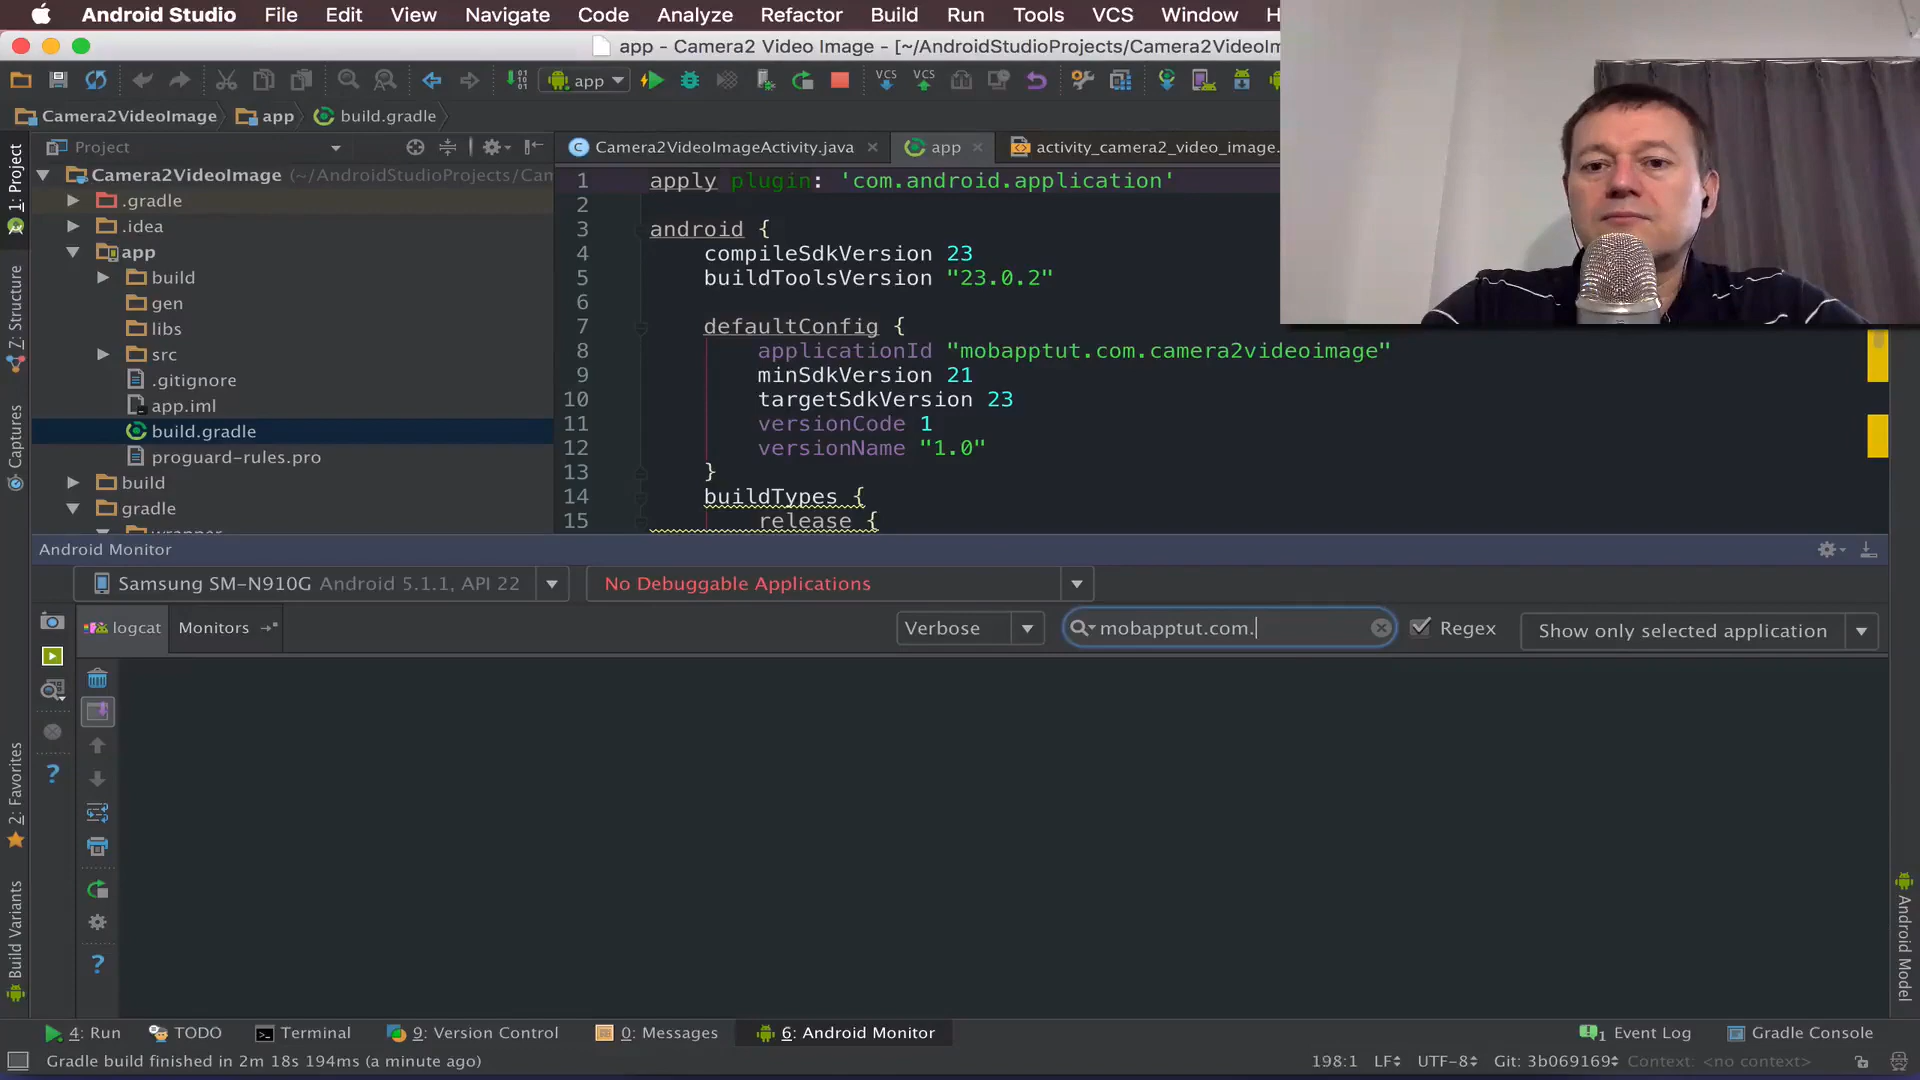 Android Studio File Edit View Navigate Code Analyze Refactor Build Run Tools VCS Window
app - Camera2 Video Image - [~/AndroidStudioProjects/Camera2VideoIm
app VCS VCS
Camera2VideoImage app build.gradle
Project Camera2VideoImageActivity.java app activity_camera2_video_image.
1: Project
7: Structure
Captures
2: Favorites
Build Variants
Camera2VideoImage (~/AndroidStudioProjects/Cam
.gradle
.idea
app
build
gen
libs
src
.gitignore
app.iml
build.gradle
proguard-rules.pro
build
gradle
wrapper
1 apply plugin: 'com.android.application'
2
3 android {
4 compileSdkVersion 23
5 buildToolsVersion "23.0.2"
6
7 defaultConfig {
8 applicationId "mobapptut.com.camera2videoimage"
9 minSdkVersion 21
10 targetSdkVersion 23
11 versionCode 1
12 versionName "1.0"
13 }
14 buildTypes {
15 release {
Android Monitor
Samsung SM-N910G Android 5.1.1, API 22 No Debuggable Applications
logcat Monitors Verbose mobapptut.com. Regex Show only selected application
Android Model
4: Run TODO Terminal 9: Version Control 0: Messages 6: Android Monitor 1 Event Log Gradle Console
Gradle build finished in 2m 18s 194ms (a minute ago) 198:1 LF UTF-8 Git: 3b069169 Context: <no context>